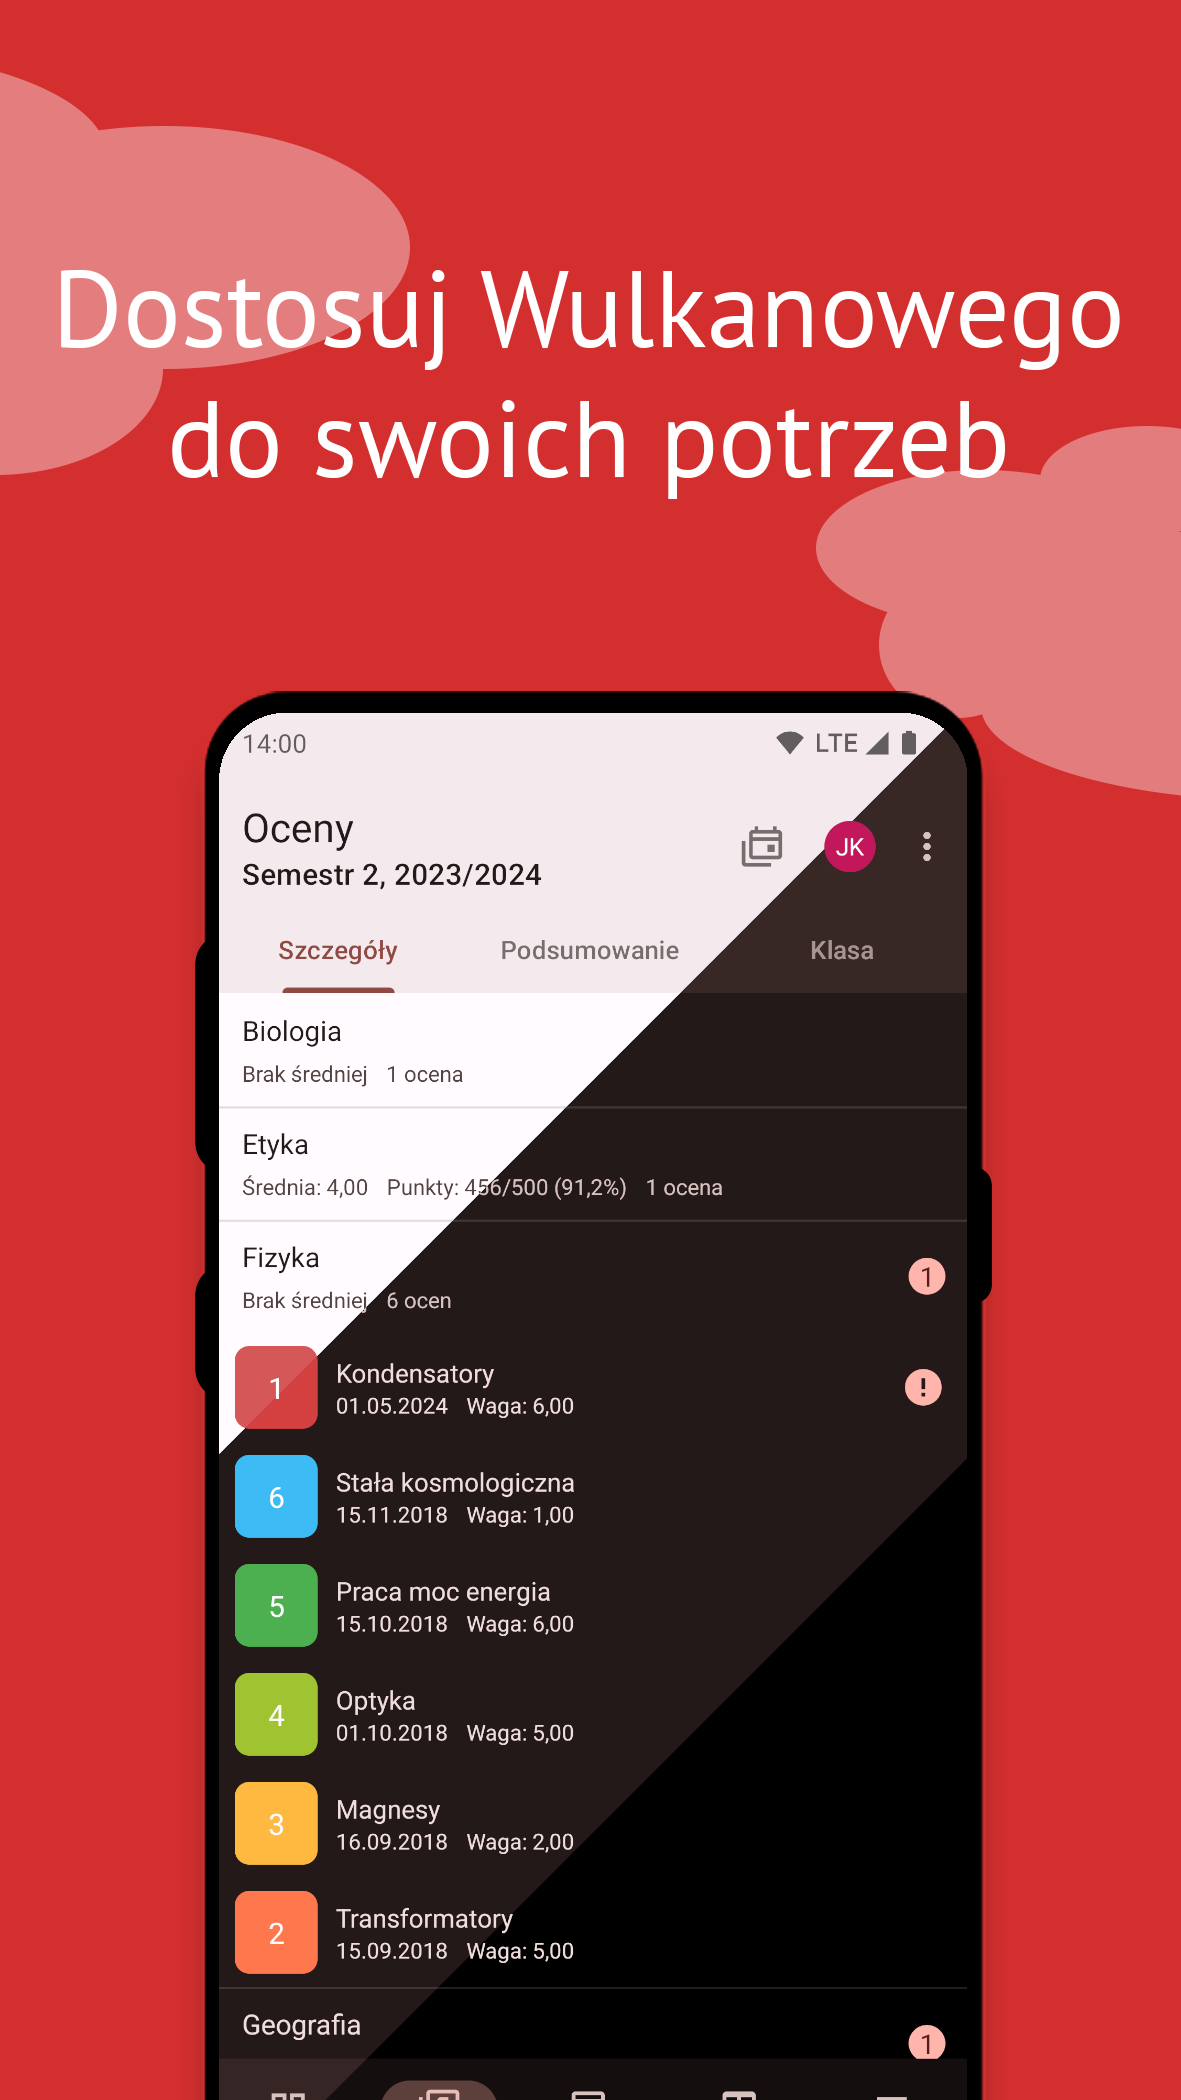 Dostosuj Wulkanowego
do swoich potrzeb
14:00 LTE
Oceny
Semestr 2, 2023/2024
JK
Szczegóły Podsumowanie Klasa
Biologia
Brak średniej 1 ocena
Etyka
Średnia: 4,00 Punkty: 456/500 (91,2%) 1 ocena
Fizyka
1
Brak średniej 6 ocen
1
Kondensatory
01.05.2024 Waga: 6,00
!
6
Stała kosmologiczna
15.11.2018 Waga: 1,00
5
Praca moc energia
15.10.2018 Waga: 6,00
4
Optyka
01.10.2018 Waga: 5,00
3
Magnesy
16.09.2018 Waga: 2,00
2
Transformatory
15.09.2018 Waga: 5,00
Geografia
1